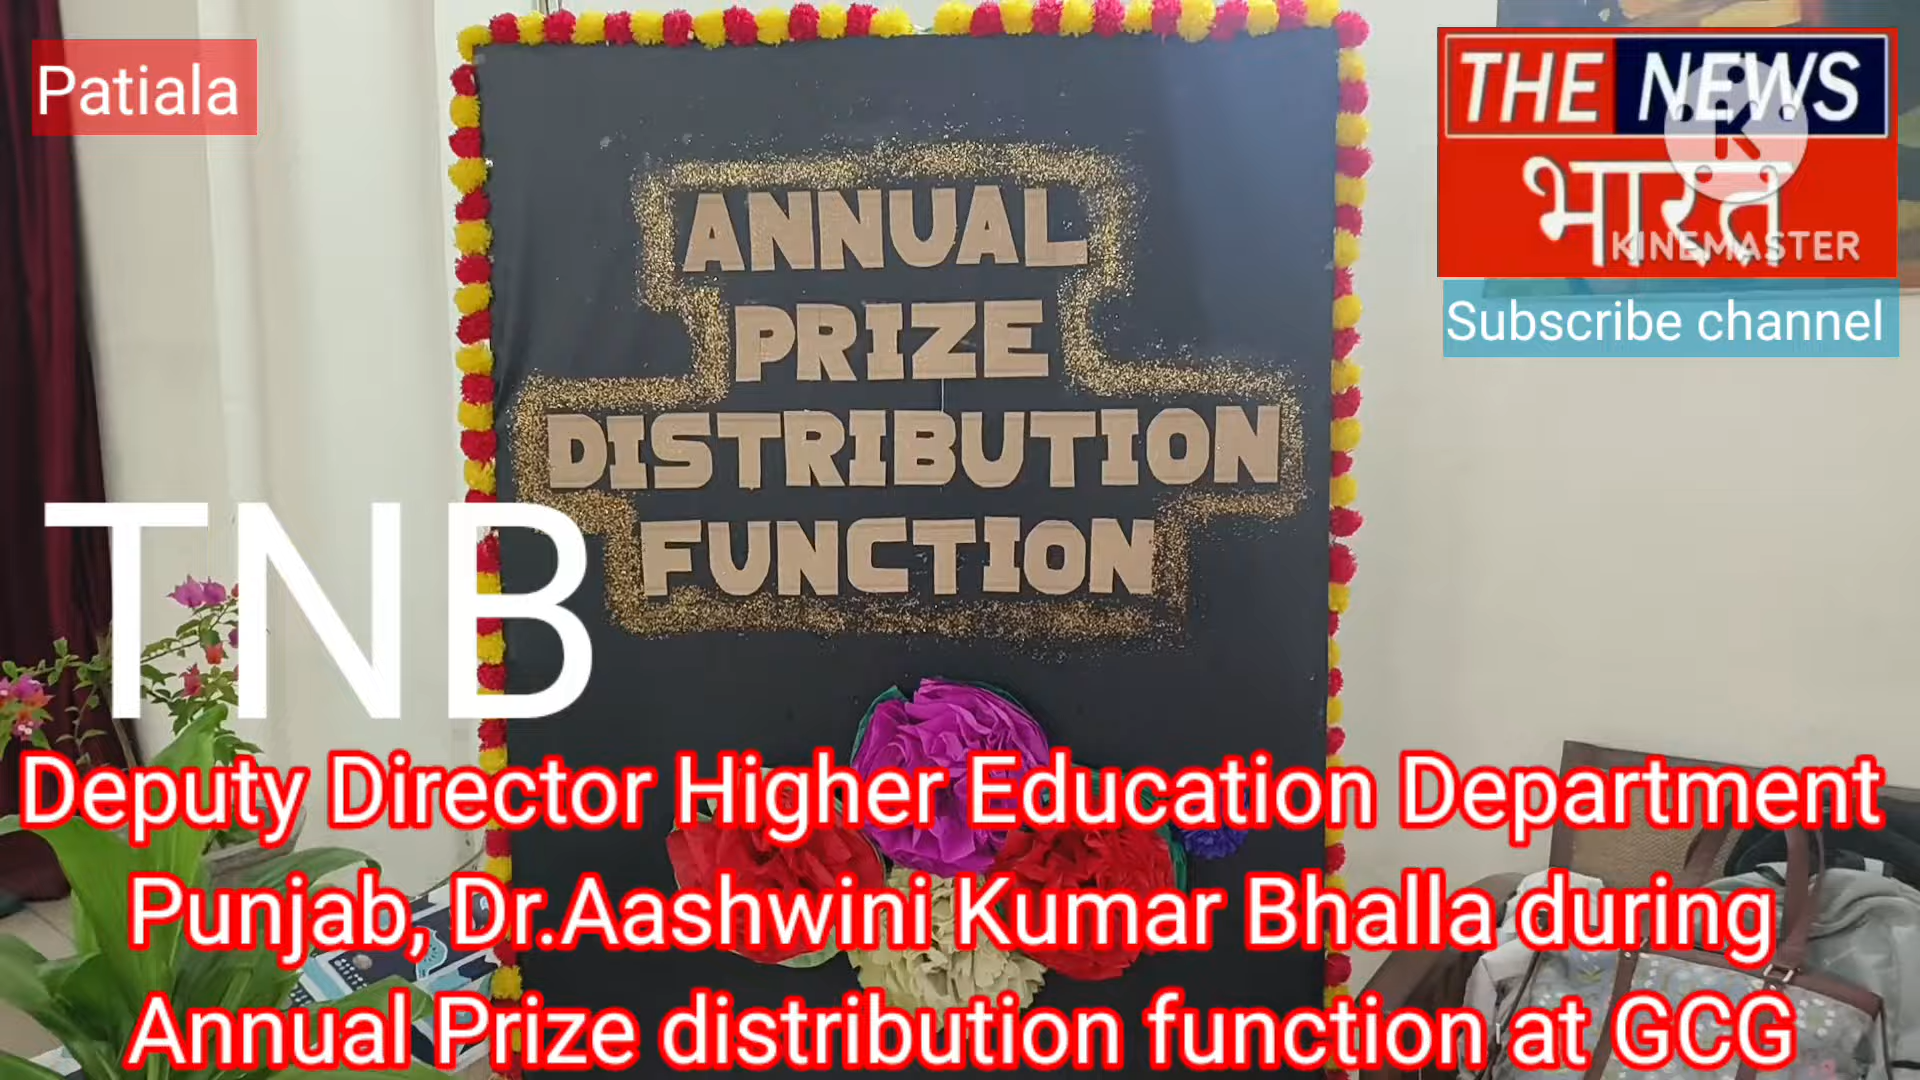 Patiala
THE NEWS
भारत
KINEMASTER
Subscribe channel
ANNUAL
PRIZE
DISTRIBUTION
FUNCTION
TNB
Deputy Director Higher Education Department
Punjab, Dr.Aashwini Kumar Bhalla during
Annual Prize distribution function at GCG